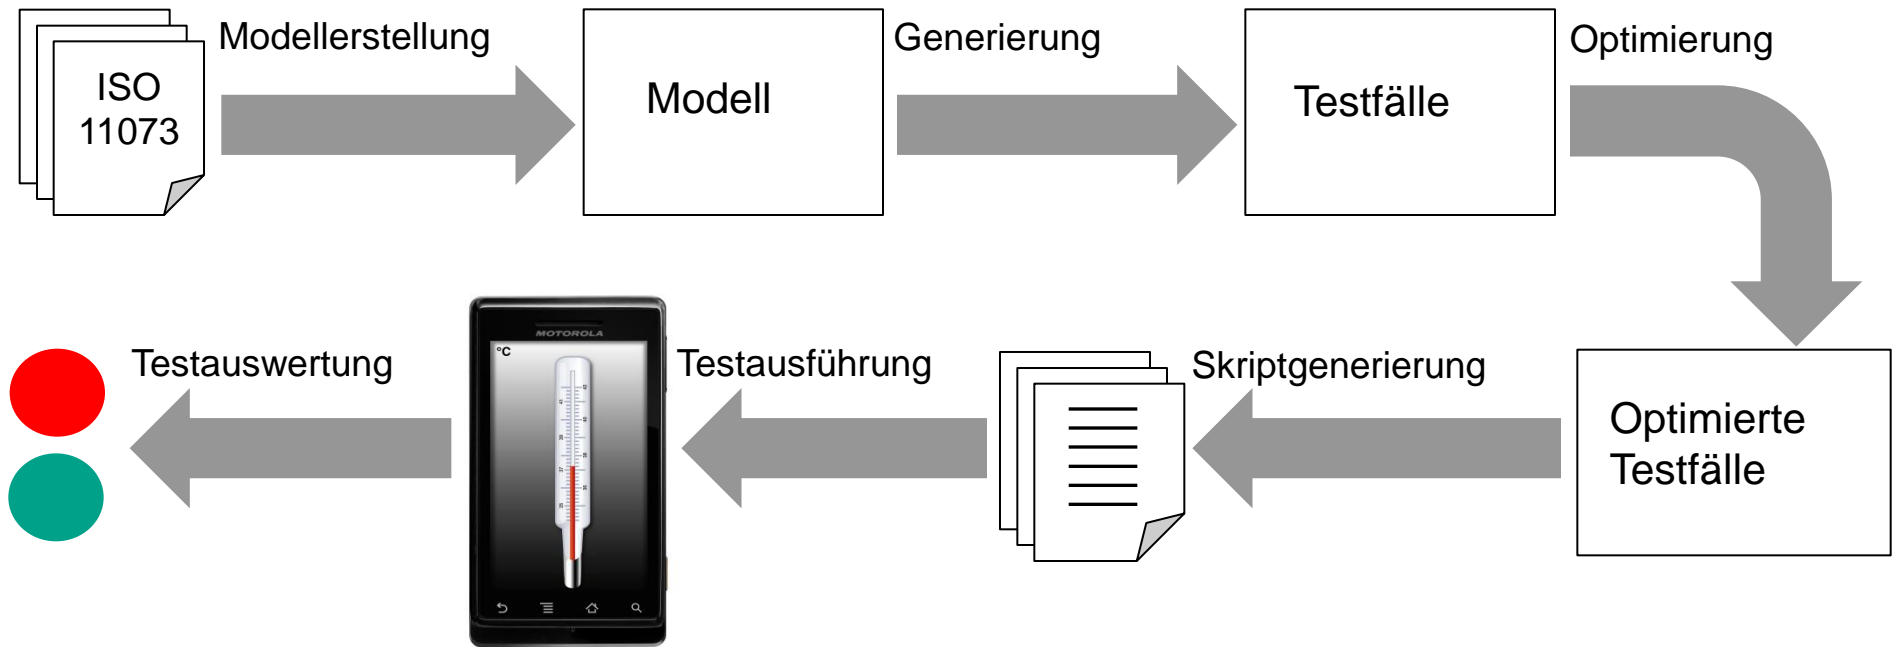 Modellerstellung
ISO
11073
Modell
Generierung
Testfälle
Optimierung
Testauswertung
MOTOROLA
°C
Testausführung
Skriptgenerierung
Optimierte
Testfälle